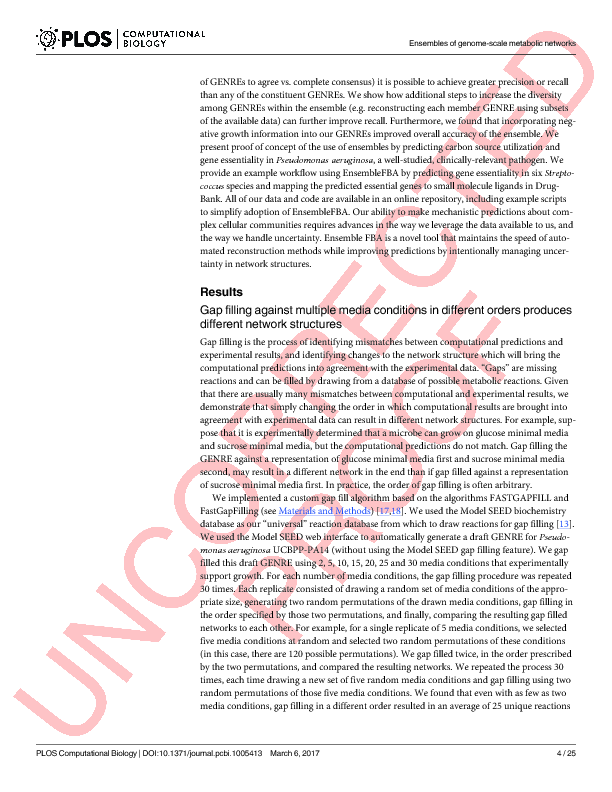 PLOS COMPUTATIONAL BIOLOGY
Ensembles of genome-scale metabolic networks
of GENREs to agree vs. complete consensus) it is possible to achieve greater precision or recall
than any of the constituent GENREs. We show how additional steps to increase the diversity
among GENREs within the ensemble (e.g. reconstructing each member GENRE using subsets
of the available data) can further improve recall. Furthermore, we found that incorporating neg-
ative growth information into our GENREs improved overall accuracy of the ensemble. We
present proof of concept of the use of ensembles by predicting carbon source utilization and
gene essentiality in Pseudomonas aeruginosa, a well-studied, clinically-relevant pathogen. We
provide an example workflow using EnsembleFBA by predicting gene essentiality in six Strepto-
coccus species and mapping the predicted essential genes to small molecule ligands in Drug-
Bank. All of our data and code are available in an online repository, including example scripts
to simplify adoption of EnsembleFBA. Our ability to make mechanistic predictions about com-
plex cellular communities requires advances in the way we leverage the data available to us, and
the way we handle uncertainty. Ensemble FBA is a novel tool that maintains the speed of auto-
mated reconstruction methods while improving predictions by intentionally managing uncer-
tainty in network structures.
Results
Gap filling against multiple media conditions in different orders produces
different network structures
Gap filling is the process of identifying mismatches between computational predictions and
experimental results, and identifying changes to the network structure which will bring the
computational predictions into agreement with the experimental data. “Gaps” are missing
reactions and can be filled by drawing from a database of possible metabolic reactions. Given
that there are usually many mismatches between computational and experimental results, we
demonstrate that simply changing the order in which computational results are brought into
agreement with experimental data can result in different network structures. For example, sup-
pose that it is experimentally determined that a microbe can grow on glucose minimal media
and sucrose minimal media, but the computational predictions do not match. Gap filling the
GENRE against a representation of glucose minimal media first and sucrose minimal media
second, may result in a different network in the end than if gap filled against a representation
of sucrose minimal media first. In practice, the order of gap filling is often arbitrary.
We implemented a custom gap fill algorithm based on the algorithms FASTGAPFILL and
FastGapFilling (see Materials and Methods) [17,18]. We used the Model SEED biochemistry
database as our “universal” reaction database from which to draw reactions for gap filling [13].
We used the Model SEED web interface to automatically generate a draft GENRE for Pseudo-
monas aeruginosa UCBPP-PA14 (without using the Model SEED gap filling feature). We gap
filled this draft GENRE using 2, 5, 10, 15, 20, 25 and 30 media conditions that experimentally
support growth. For each number of media conditions, the gap filling procedure was repeated
30 times. Each replicate consisted of drawing a random set of media conditions of the appro-
priate size, generating two random permutations of the drawn media conditions, gap filling in
the order specified by those two permutations, and finally, comparing the resulting gap filled
networks to each other. For example, for a single replicate of 5 media conditions, we selected
five media conditions at random and selected two random permutations of these conditions
(in this case, there are 120 possible permutations). We gap filled twice, in the order prescribed
by the two permutations, and compared the resulting networks. We repeated the process 30
times, each time drawing a new set of five random media conditions and gap filling using two
random permutations of those five media conditions. We found that even with as few as two
media conditions, gap filling in a different order resulted in an average of 25 unique reactions
UNCORRECTED
PROOF
PLOS Computational Biology | DOI:10.1371/journal.pcbi.1005413 March 6, 2017
4 / 25